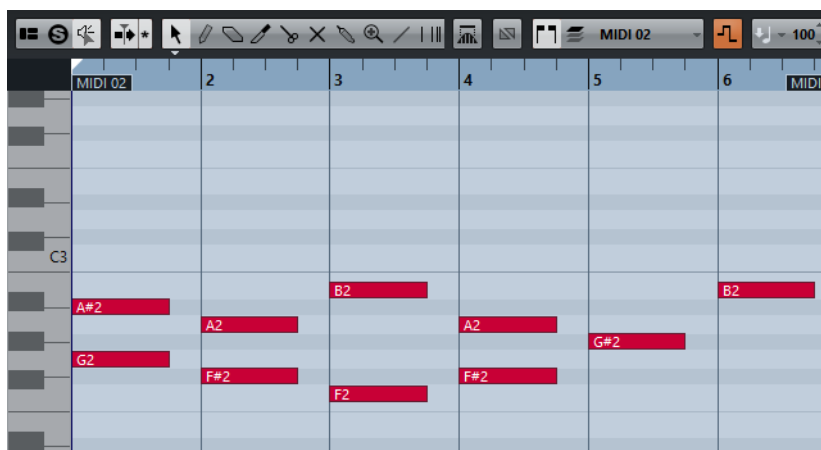 MIDI 02 100
2 3 4 5 6
MIDI 02 MIDI
C3
B2 B2
A#2
A2 A2
G#2
G2
F#2 F#2
F2